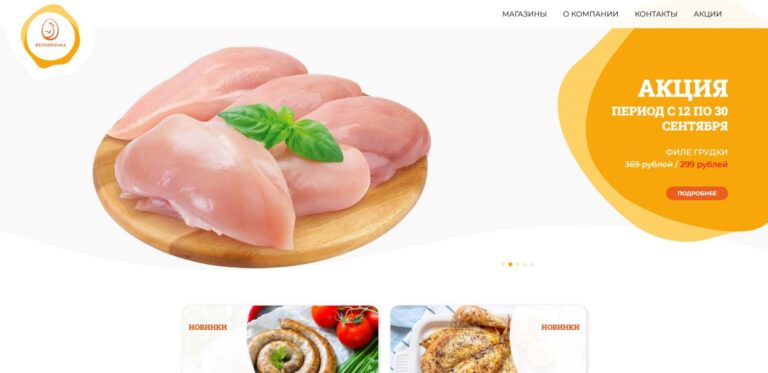 МАГАЗИНЫ О КОМПАНИИ КОНТАКТЫ АКЦИИ
БЕЛОЯРОЧКА
АКЦИЯ
ПЕРИОД С 12 ПО 30
СЕНТЯБРЯ
ФИЛЕ ГРУДКИ
369 рублей / 299 рублей
ПОДРОБНЕЕ
НОВИНКИ
НОВИНКИ